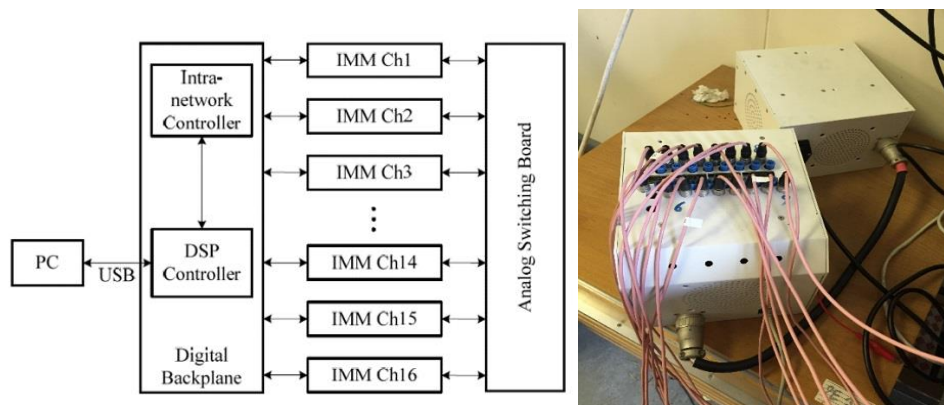 IMM Ch1
Intra-
network
Controller
IMM Ch2
IMM Ch3
DSP
Controller
PC
USB
IMM Ch14
IMM Ch15
Digital
Backplane
IMM Ch16
Analog Switching Board
6